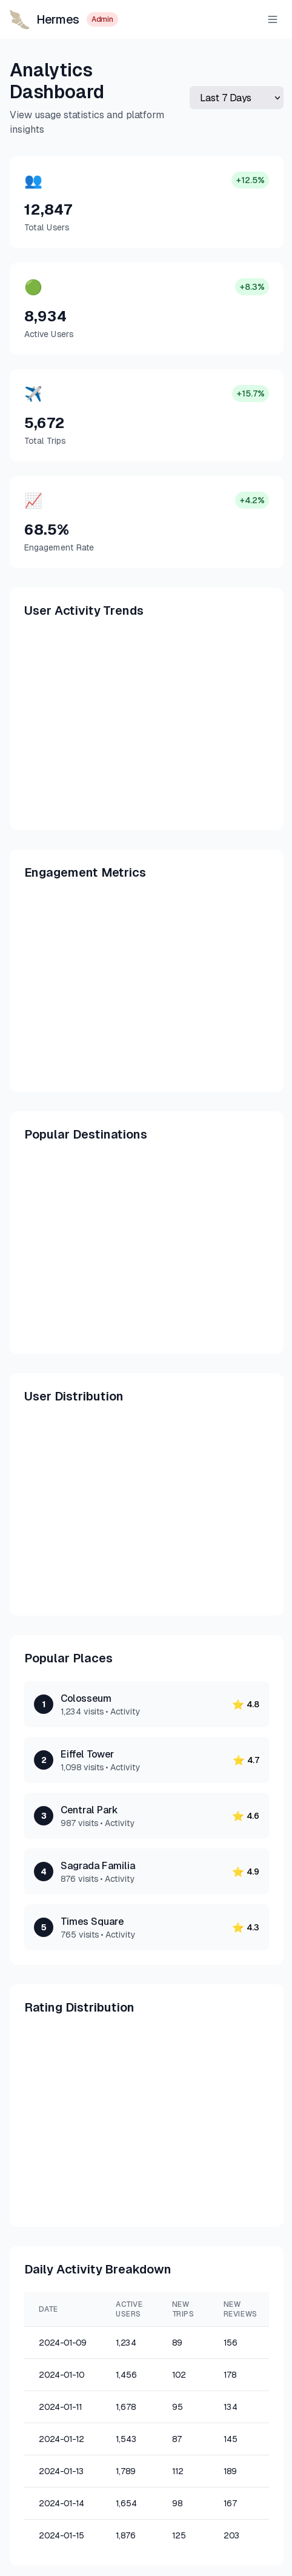 Hermes Admin
Analytics
Dashboard
Last 7 Days
View usage statistics and platform
insights
+12.5%
12,847
Total Users
+8.3%
8,934
Active Users
+15.7%
5,672
Total Trips
+4.2%
68.5%
Engagement Rate
User Activity Trends
Engagement Metrics
Popular Destinations
User Distribution
Popular Places
1 Colosseum
1,234 visits • Activity
4.8
2 Eiffel Tower
1,098 visits • Activity
4.7
3 Central Park
987 visits • Activity
4.6
4 Sagrada Familia
876 visits • Activity
4.9
5 Times Square
765 visits • Activity
4.3
Rating Distribution
Daily Activity Breakdown
DATE ACTIVE USERS NEW TRIPS NEW REVIEWS
2024-01-09 1,234 89 156
2024-01-10 1,456 102 178
2024-01-11 1,678 95 134
2024-01-12 1,543 87 145
2024-01-13 1,789 112 189
2024-01-14 1,654 98 167
2024-01-15 1,876 125 203